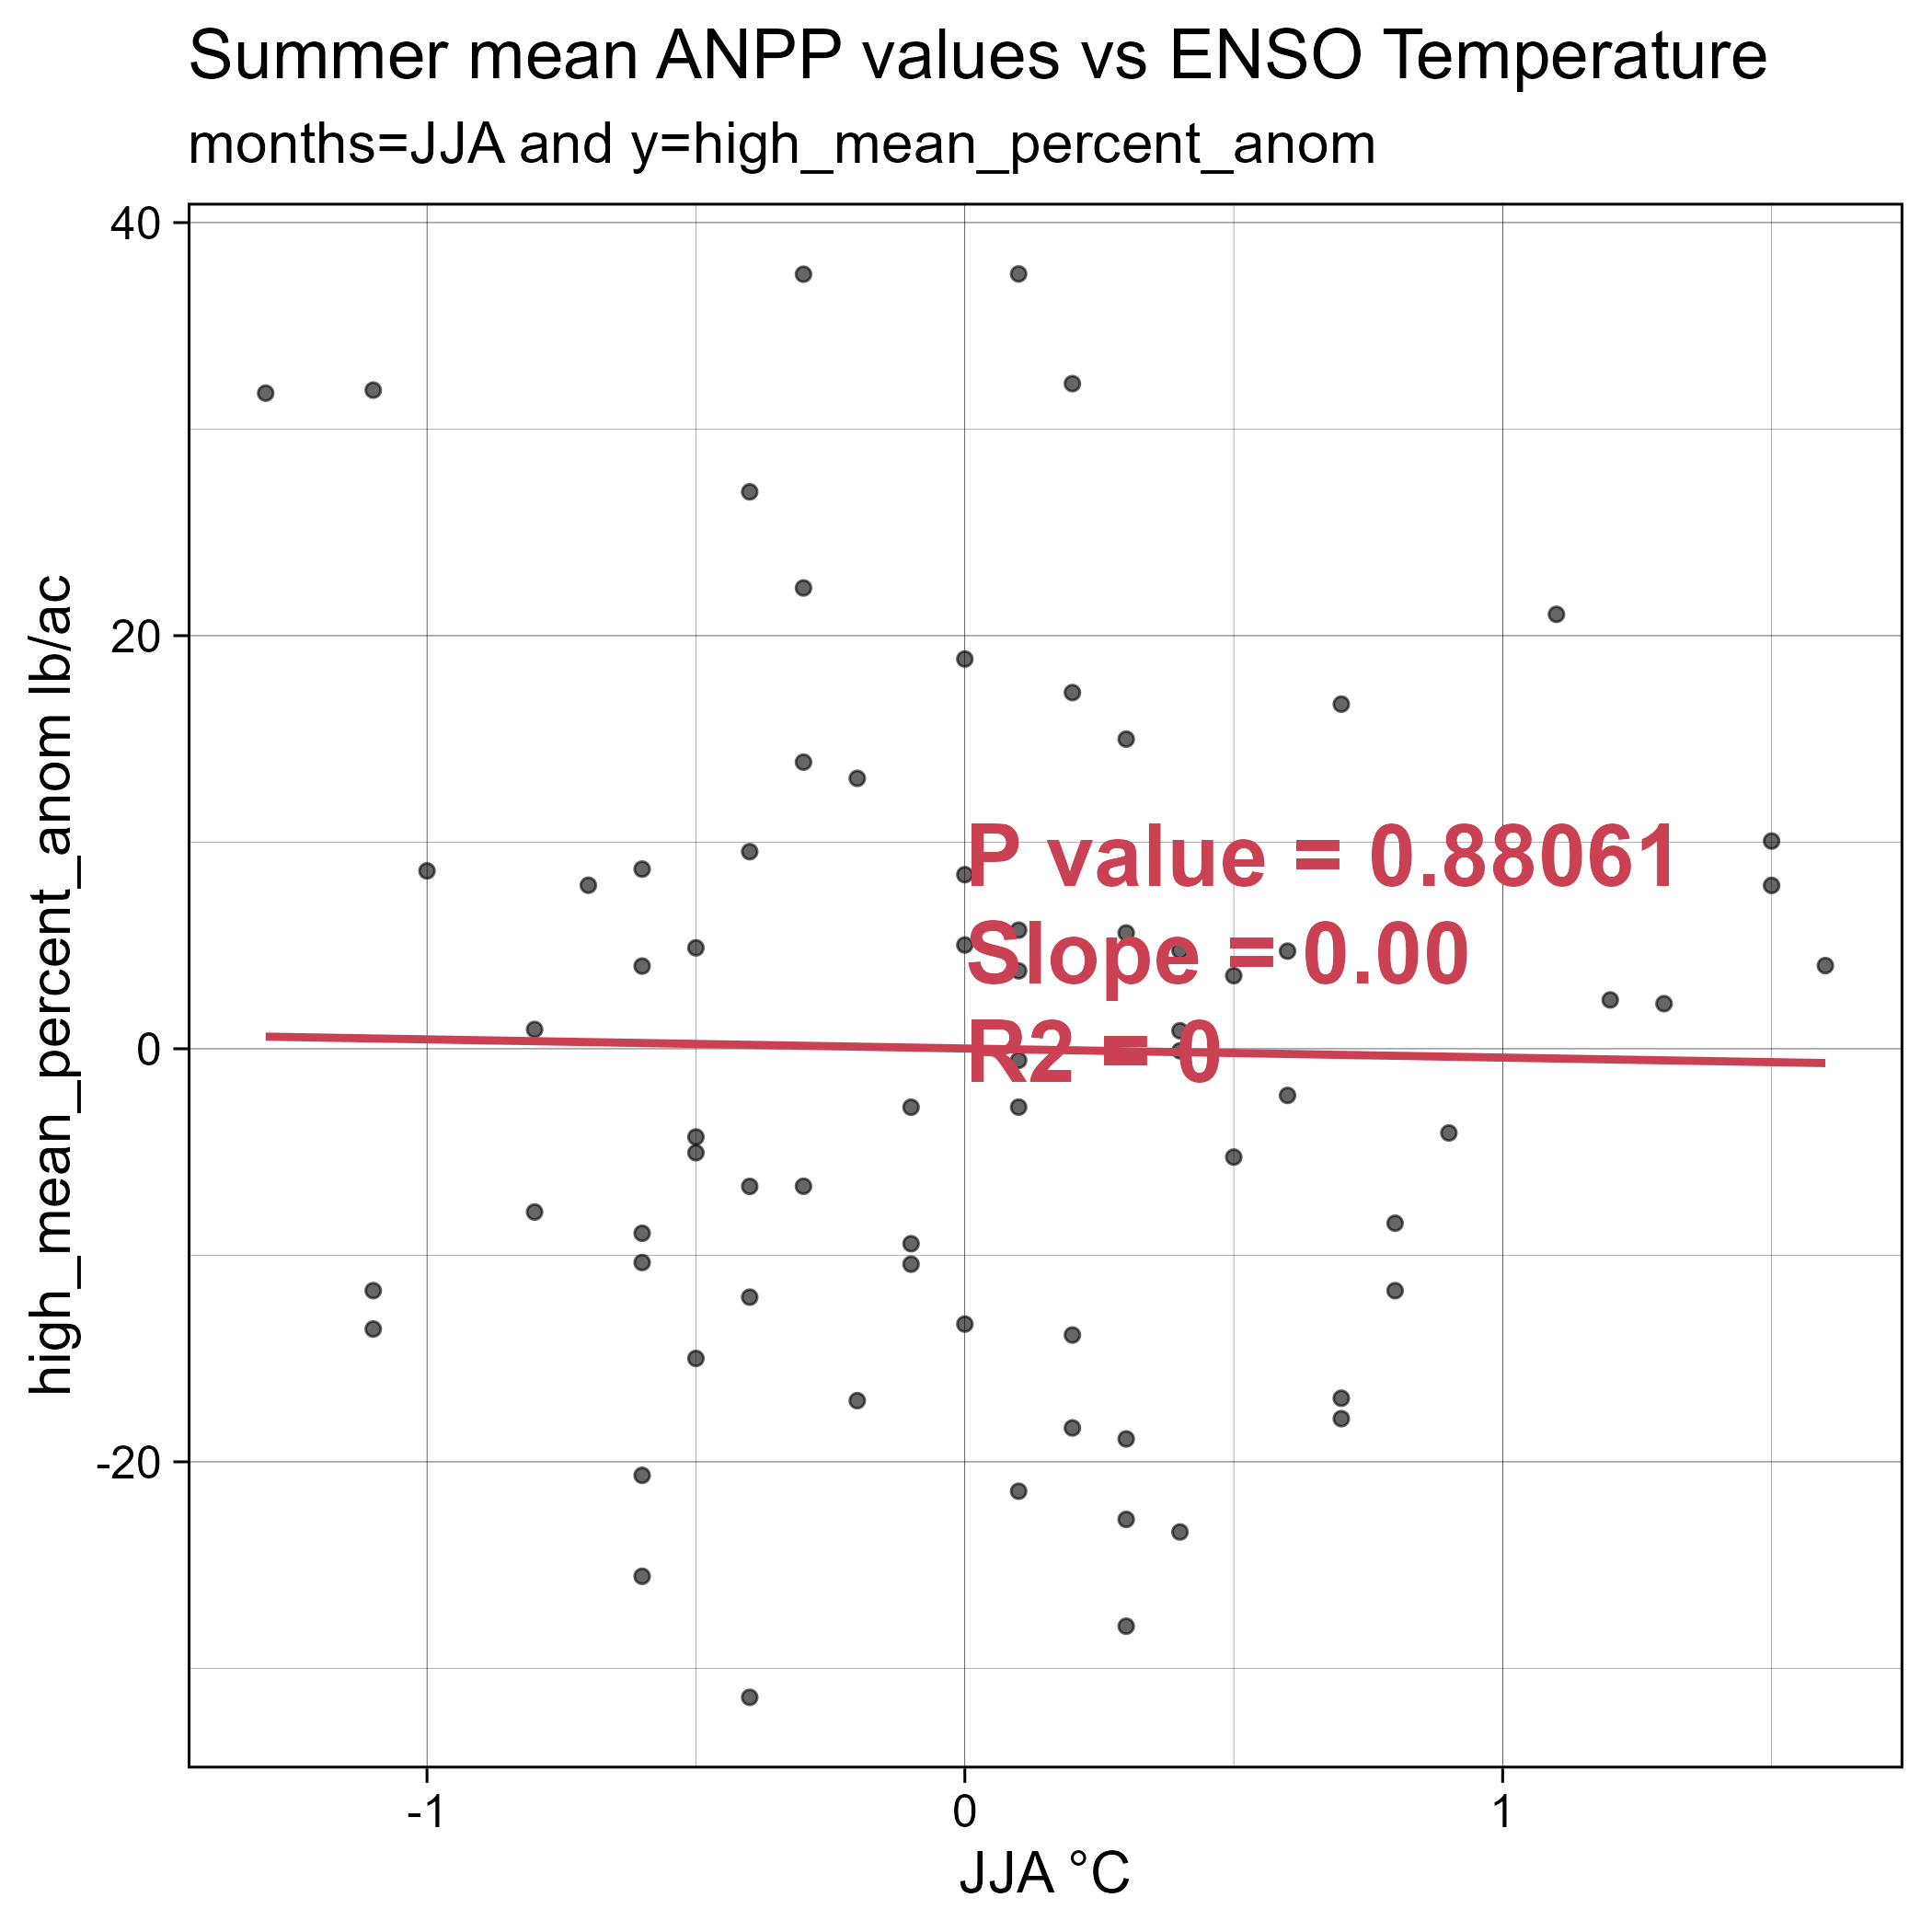 Summer mean ANPP values vs ENSO Temperature
months=JJA and y=high_mean_percent_anom
high_mean_percent_anom lb/ac
40
20
0
-20
P value = 0.88061
Slope = 0.00
R2 = 0
-1
0
1
JJA °C